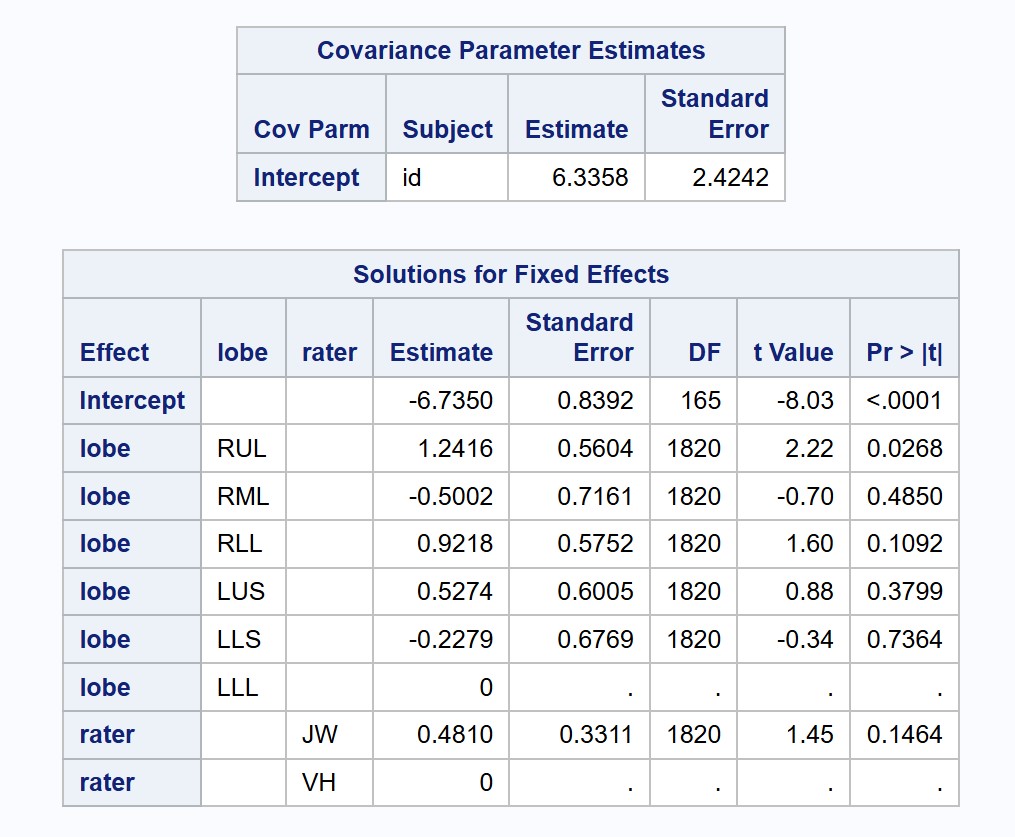 Covariance Parameter Estimates
Cov Parm Subject Estimate Standard Error
Intercept id 6.3358 2.4242
Solutions for Fixed Effects
Effect lobe rater Estimate Standard Error DF t Value Pr > |t|
Intercept -6.7350 0.8392 165 -8.03 <.0001
lobe RUL 1.2416 0.5604 1820 2.22 0.0268
lobe RML -0.5002 0.7161 1820 -0.70 0.4850
lobe RLL 0.9218 0.5752 1820 1.60 0.1092
lobe LUS 0.5274 0.6005 1820 0.88 0.3799
lobe LLS -0.2279 0.6769 1820 -0.34 0.7364
lobe LLL 0 . . . .
rater JW 0.4810 0.3311 1820 1.45 0.1464
rater VH 0 . . . .